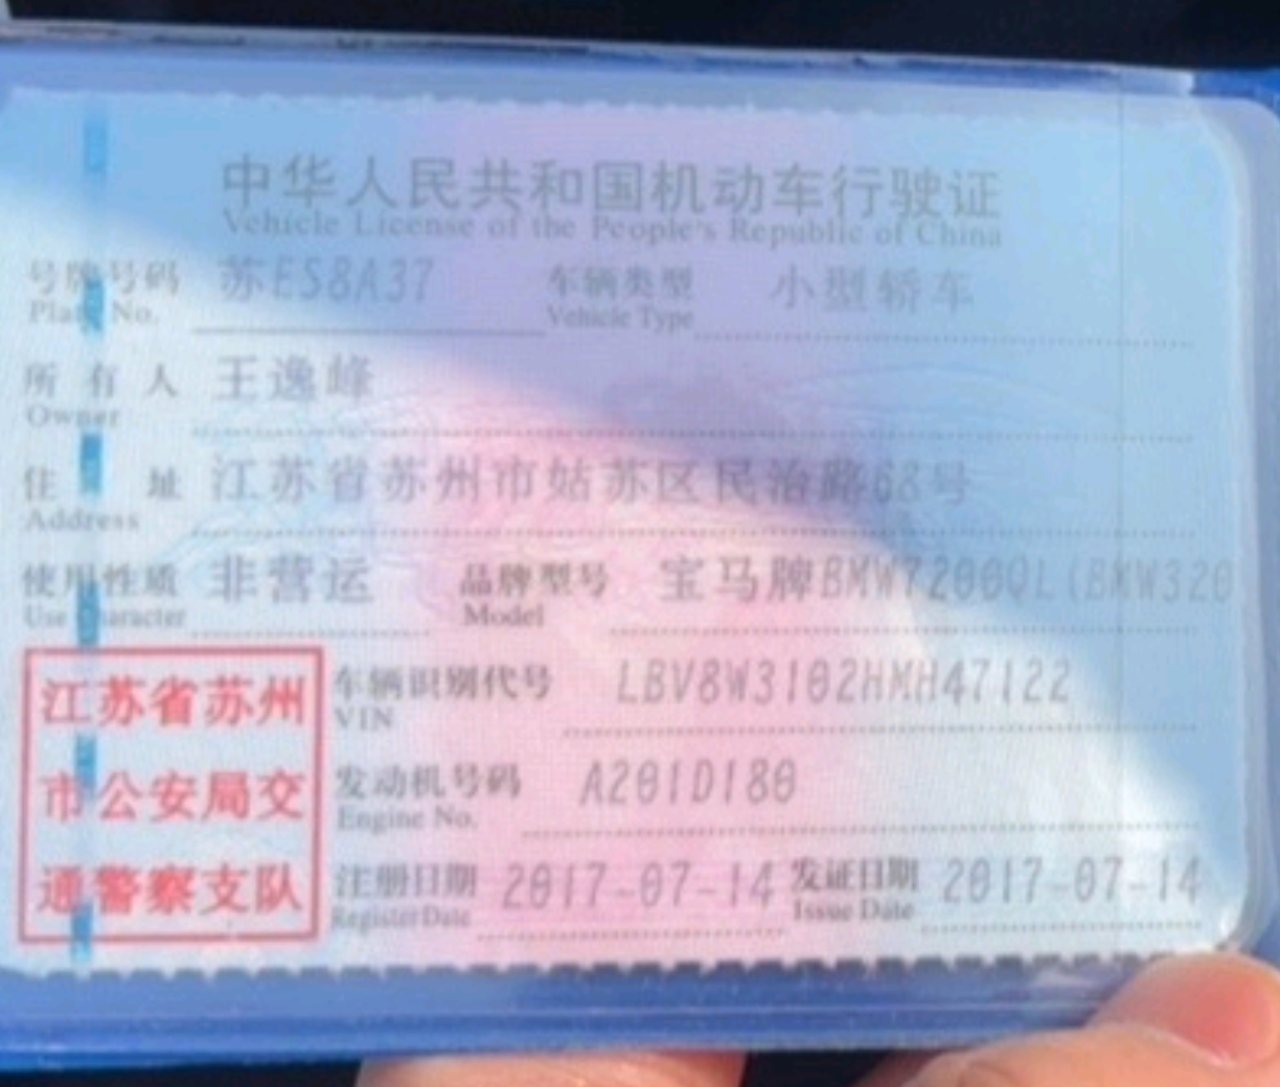 中华人民共和国机动车行驶证
Vehicle License of the People's Republic of China
号牌号码 苏ES8A37 车辆类型 小型轿车
Plate No. Vehicle Type
所有人 王逸峰
Owner
住址 江苏省苏州市姑苏区民治路68号
Address
使用性质 非营运 品牌型号 宝马牌BMW7200QL(BMW320
Use Character Model
江苏省苏州
市公安局交
通警察支队
车辆识别代号 LBV8W3102HMH47122
VIN
发动机号码 A201D180
Engine No.
注册日期 2017-07-14 发证日期 2017-07-14
Register Date Issue Date